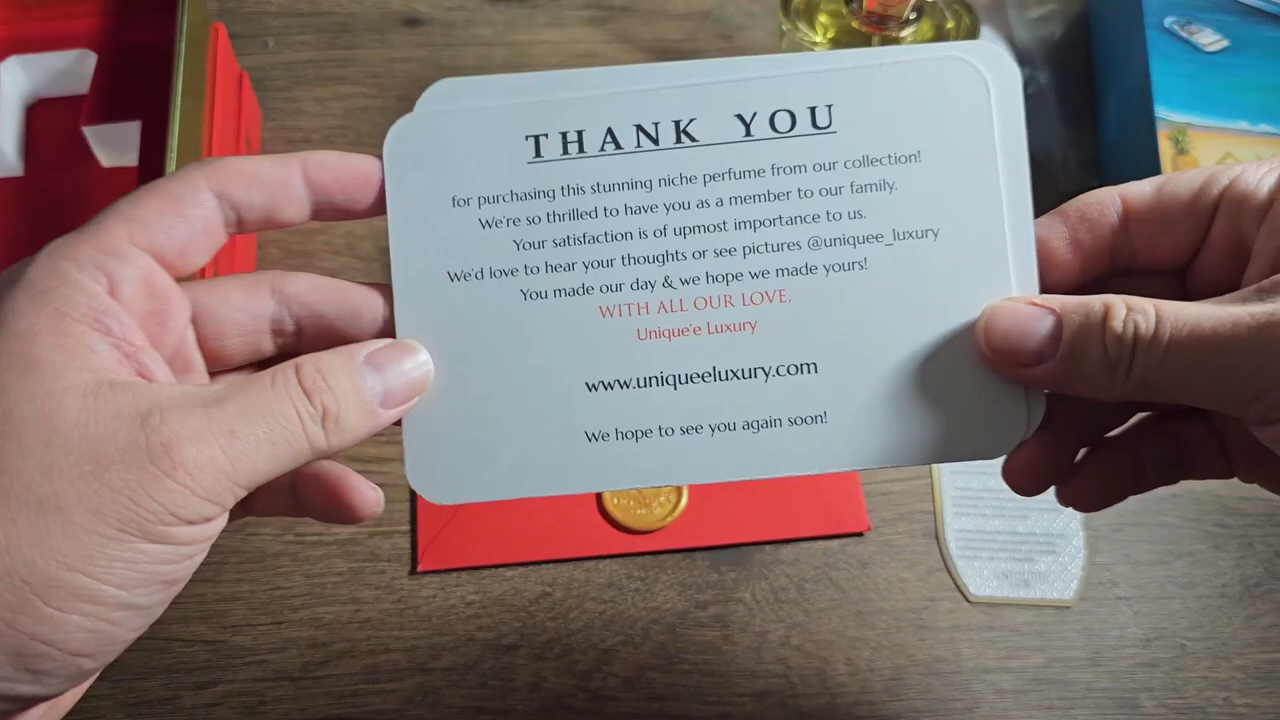 THANK YOU
for purchasing this stunning niche perfume from our collection!
We're so thrilled to have you as a member to our family.
Your satisfaction is of upmost importance to us.
We'd love to hear your thoughts or see pictures @uniquee_luxury
You made our day & we hope we made yours!
WITH ALL OUR LOVE,
Unique'e Luxury
www.uniqueeluxury.com
We hope to see you again soon!